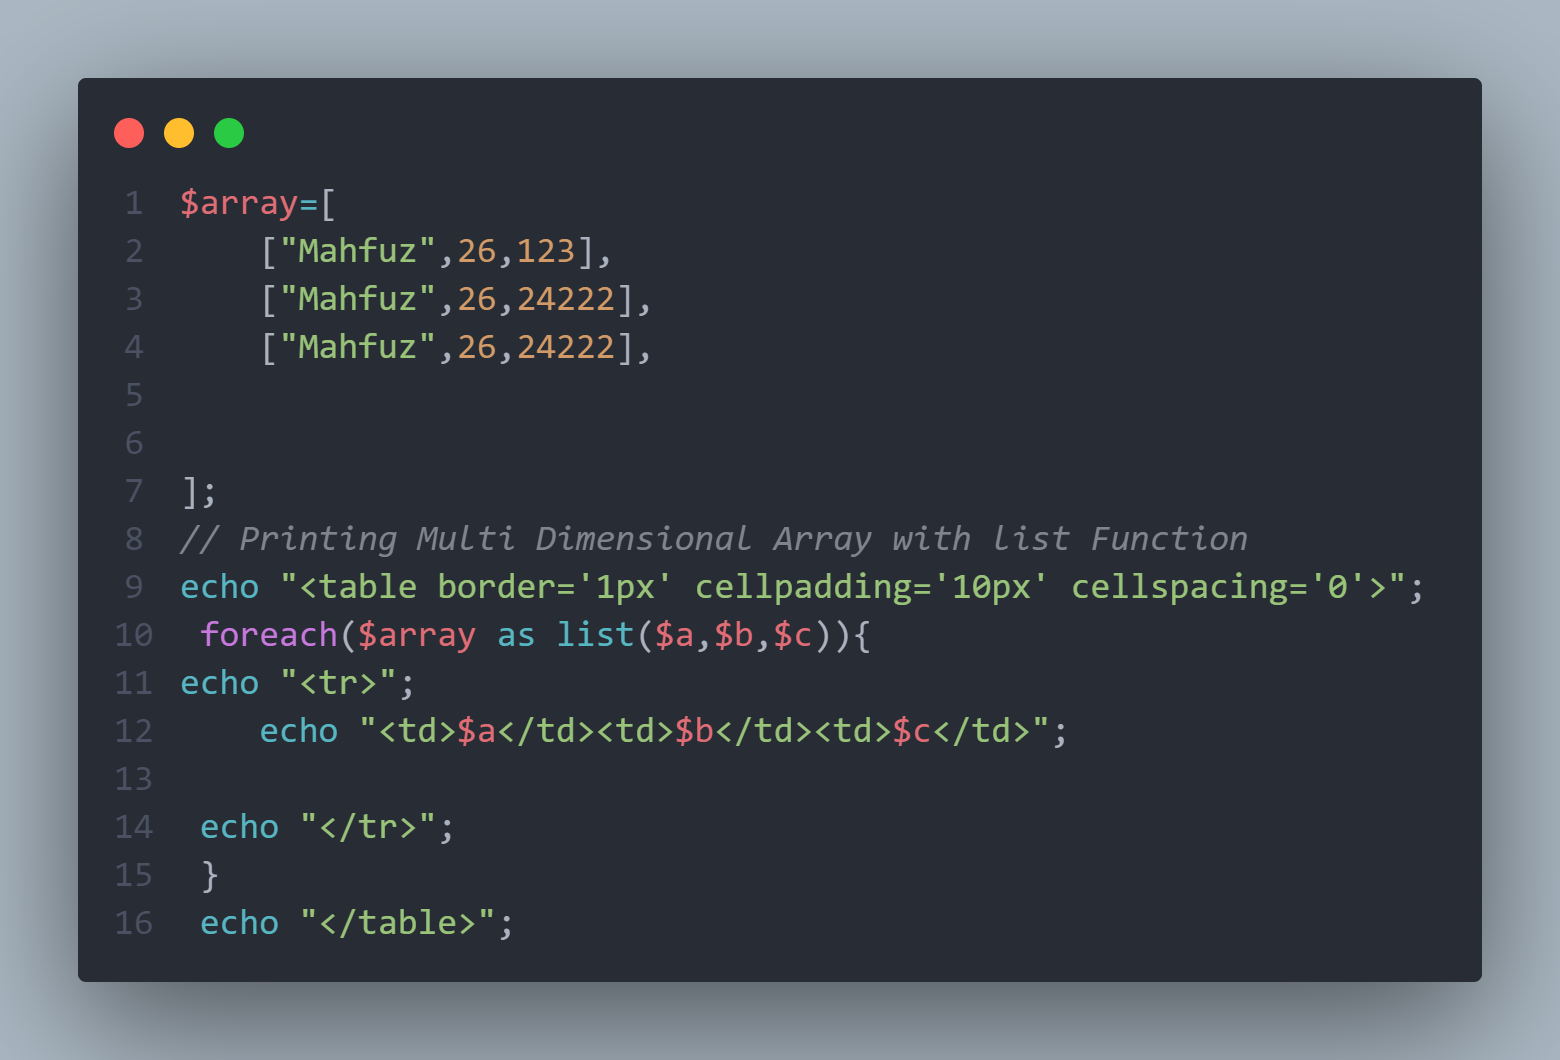 1 $array=[
2     ["Mahfuz",26,123],
3     ["Mahfuz",26,24222],
4     ["Mahfuz",26,24222],
5
6
7 ];
8 // Printing Multi Dimensional Array with list Function
9 echo "<table border='1px' cellpadding='10px' cellspacing='0'>";
10  foreach($array as list($a,$b,$c)){
11 echo "<tr>";
12     echo "<td>$a</td><td>$b</td><td>$c</td>";
13
14  echo "</tr>";
15  }
16  echo "</table>";